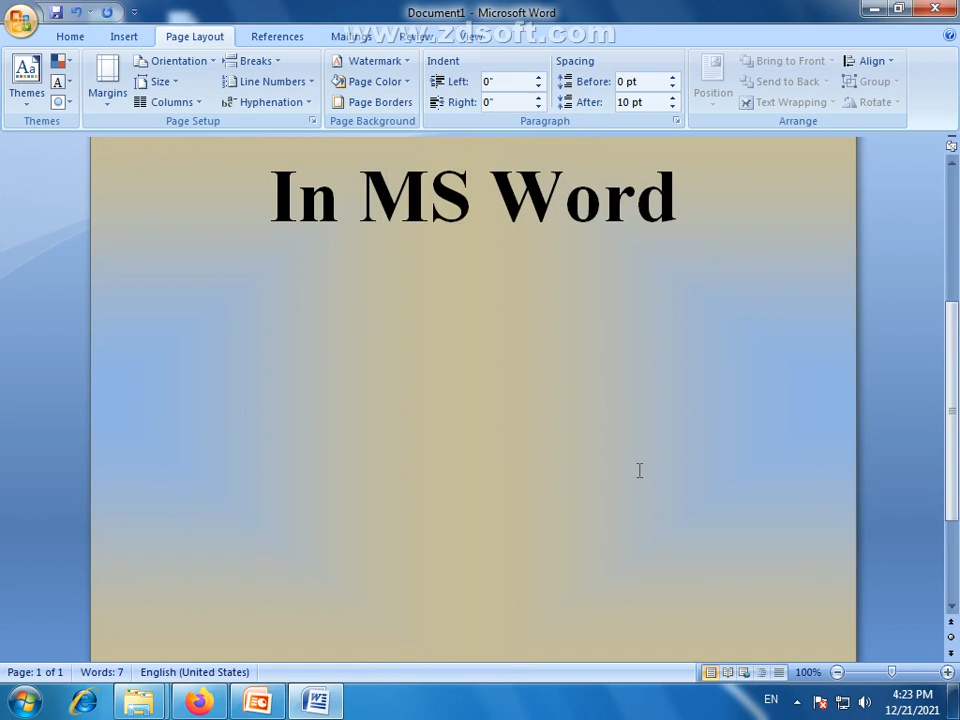 Document1 - Microsoft Word
Home Insert Page Layout References Mailings Review View
www.zdsoft.com
Themes
Themes
Margins
Orientation
Size
Columns
Breaks
Line Numbers
Hyphenation
Page Setup
Watermark
Page Color
Page Borders
Page Background
Indent
Left: 0"
Right: 0"
Spacing
Before: 0 pt
After: 10 pt
Paragraph
Position
Bring to Front
Send to Back
Text Wrapping
Align
Group
Rotate
Arrange
In MS Word
Page: 1 of 1 Words: 7 English (United States) 100%
EN 4:23 PM
12/21/2021